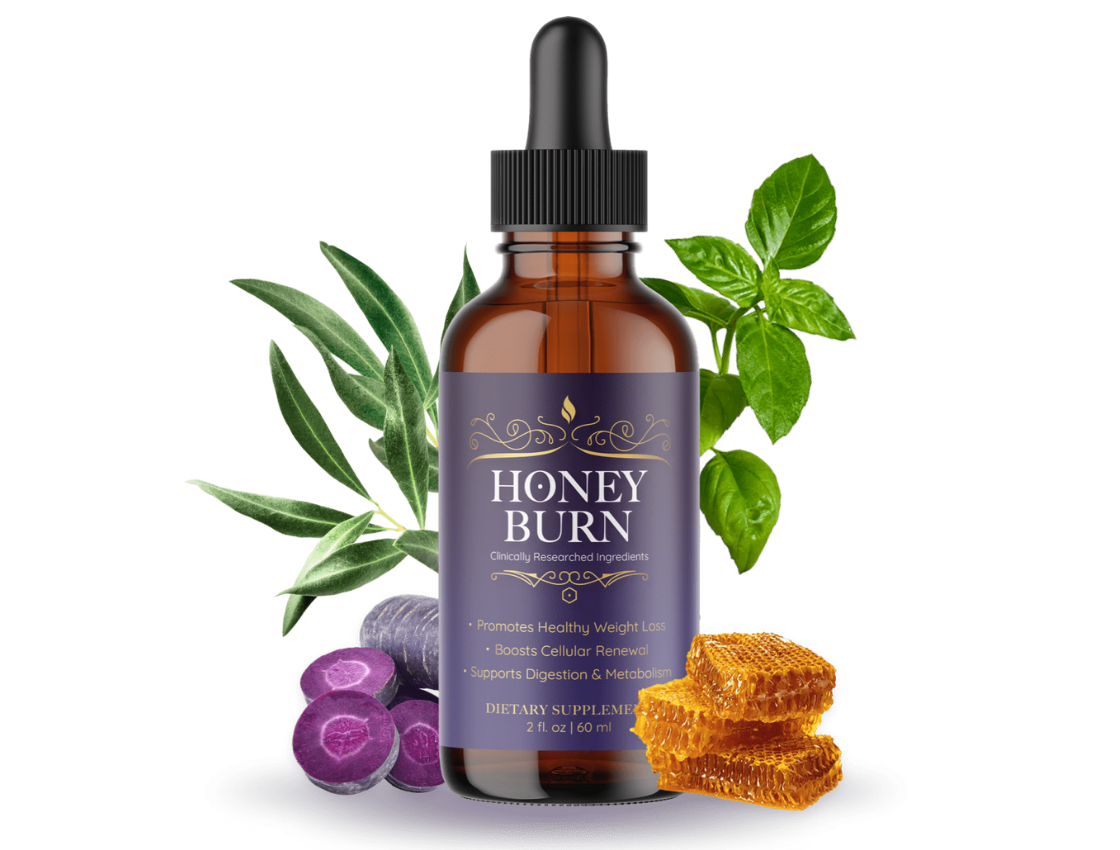 HONEY
BURN
Clinically Researched Ingredients
• Promotes Healthy Weight Loss
• Boosts Cellular Renewal
• Supports Digestion & Metabolism
DIETARY SUPPLEMEN
2 fl. oz | 60 ml